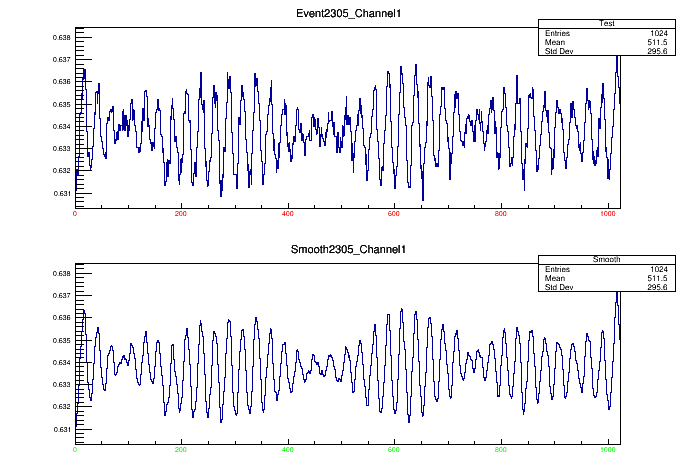 Event2305_Channel1
Test
Entries 1024
Mean 511.5
Std Dev 295.6
0.638
0.637
0.636
0.635
0.634
0.633
0.632
0.631
0 200 400 600 800 1000
Smooth2305_Channel1
Smooth
Entries 1024
Mean 511.5
Std Dev 295.6
0.638
0.637
0.636
0.635
0.634
0.633
0.632
0.631
0 200 400 600 800 1000